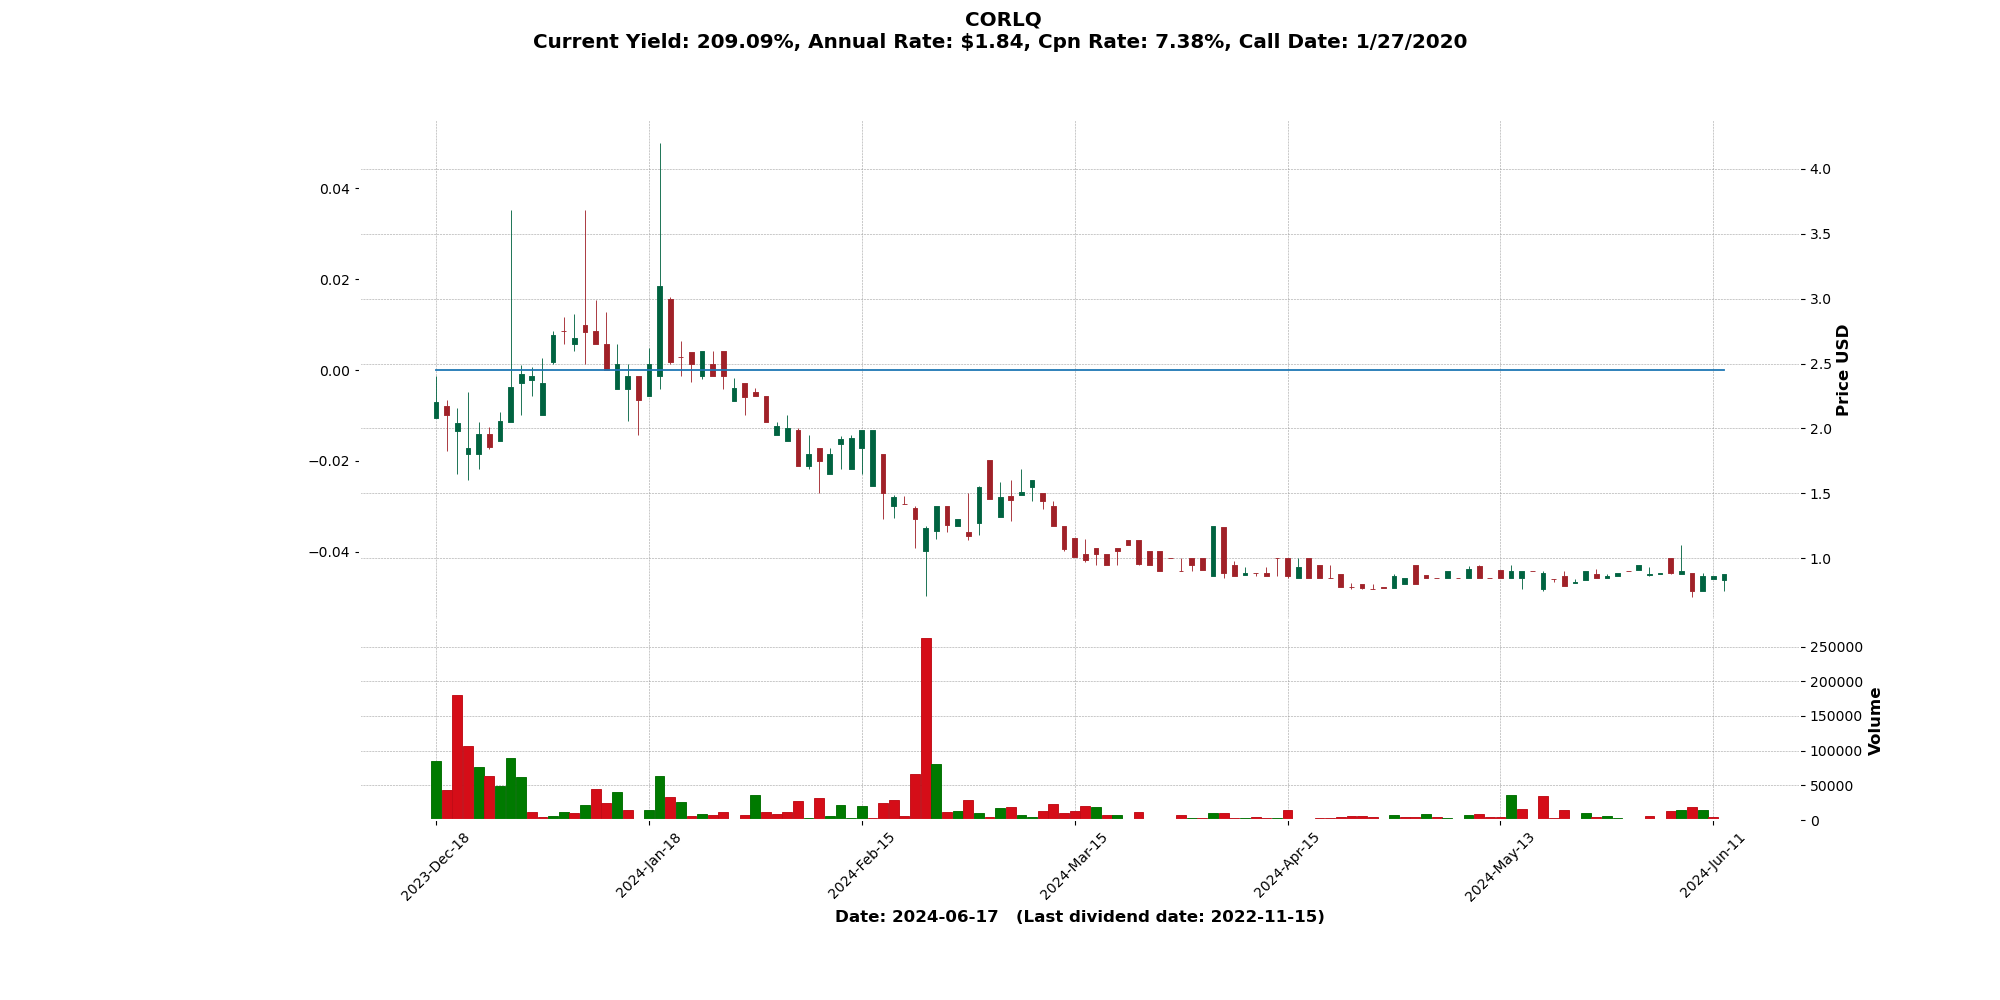 CORLQ
Current Yield: 209.09%, Annual Rate: $1.84, Cpn Rate: 7.38%, Call Date: 1/27/2020
0.04
0.02
0.00
−0.02
−0.04
4.0
3.5
3.0
2.5
2.0
1.5
1.0
Price USD
250000
200000
150000
100000
50000
0
Volume
2023-Dec-18
2024-Jan-18
2024-Feb-15
2024-Mar-15
2024-Apr-15
2024-May-13
2024-Jun-11
Date: 2024-06-17 (Last dividend date: 2022-11-15)